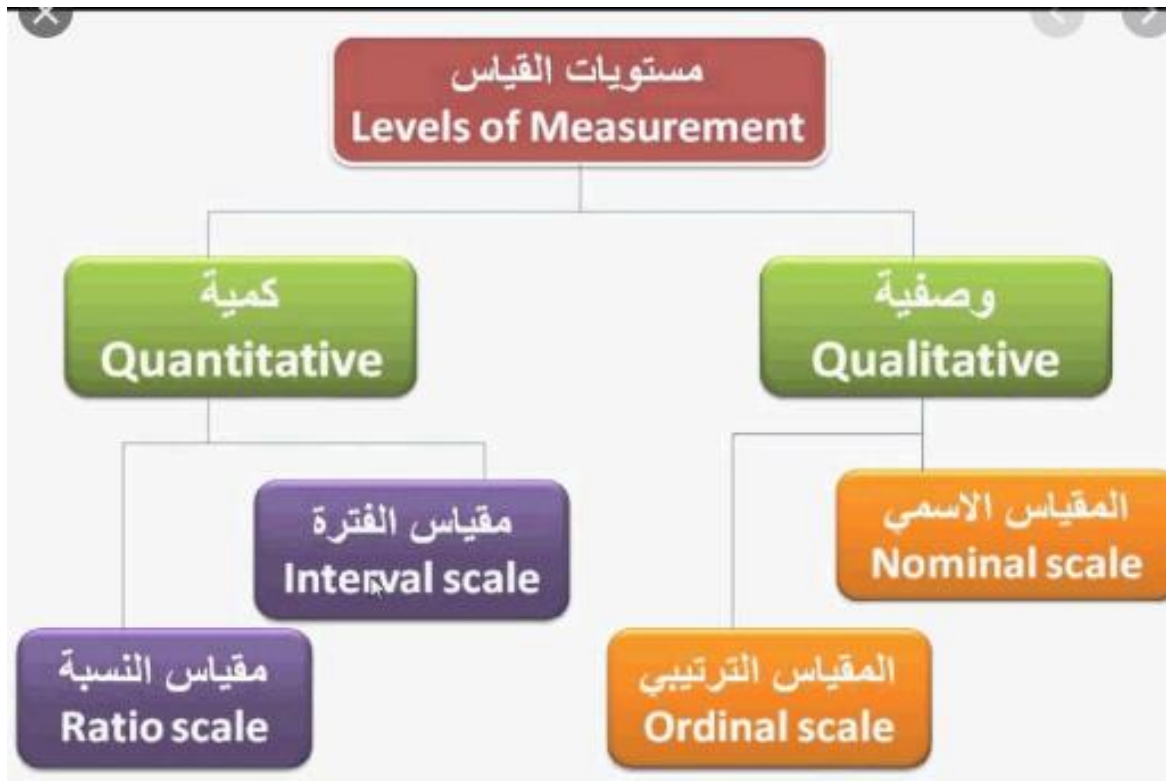 مستويات القياس
Levels of Measurement
كمية
Quantitative
وصفية
Qualitative
مقياس الفترة
Interval scale
المقياس الاسمي
Nominal scale
مقياس النسبة
Ratio scale
المقياس الترتيبي
Ordinal scale